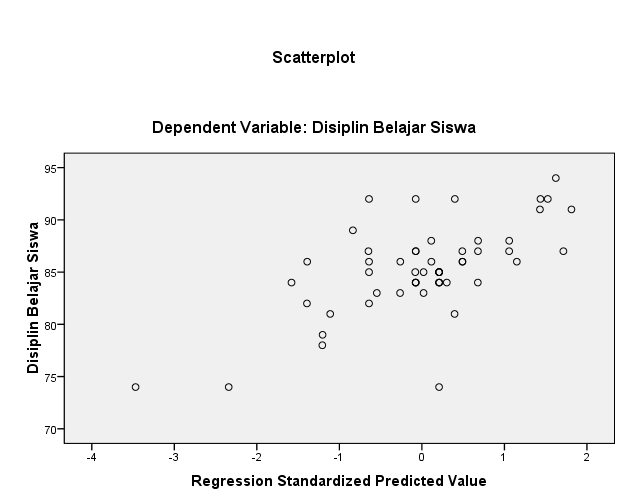 Scatterplot
Dependent Variable: Disiplin Belajar Siswa
Disiplin Belajar Siswa
95
90
85
80
75
70
-4 -3 -2 -1 0 1 2
Regression Standardized Predicted Value